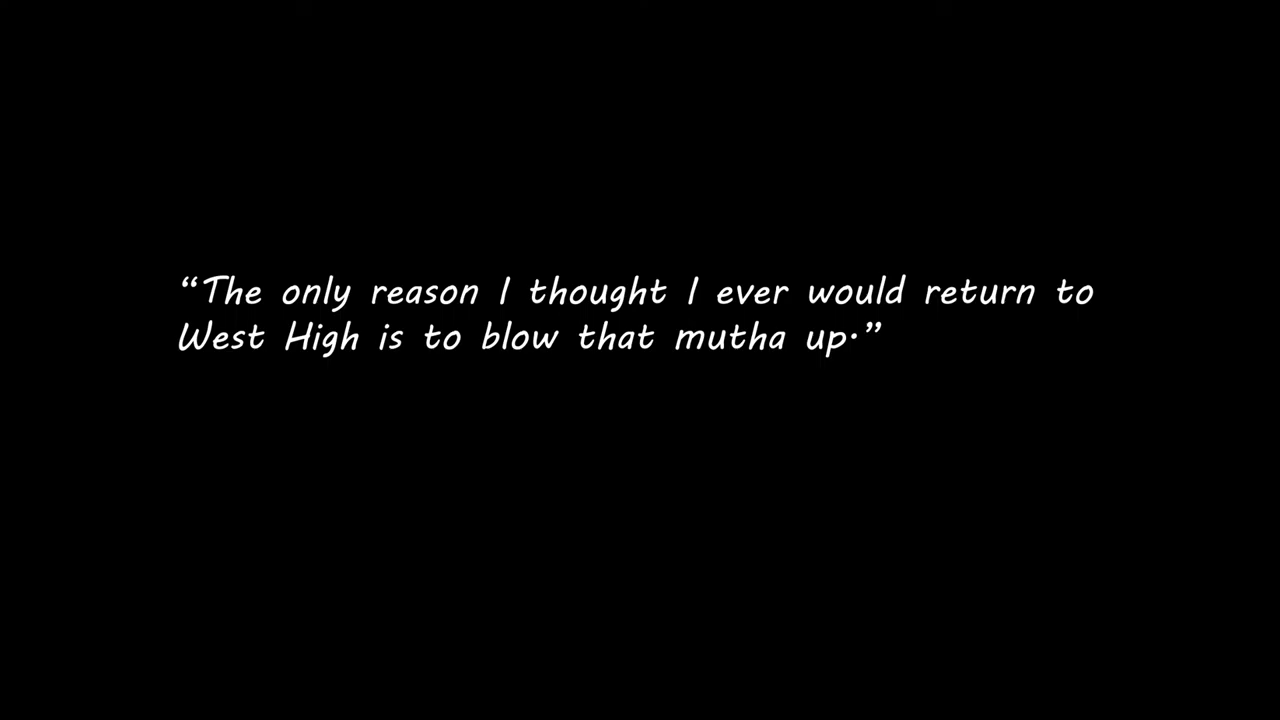 “The only reason I thought I ever would return to
West High is to blow that mutha up.”